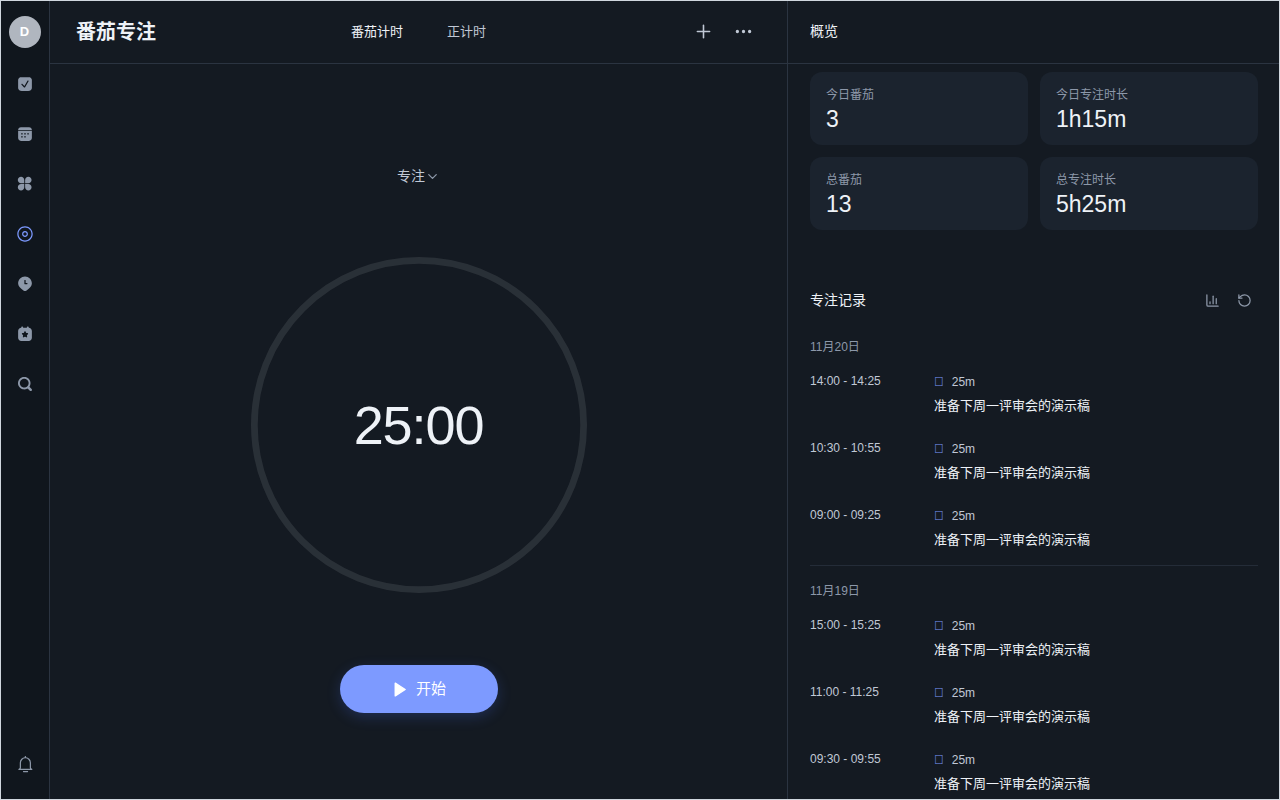 D
番茄专注
番茄计时
正计时
专注
25:00
开始
概览
今日番茄
3
今日专注时长
1h15m
总番茄
13
总专注时长
5h25m
专注记录
11月20日
14:00 - 14:25
25m
准备下周一评审会的演示稿
10:30 - 10:55
25m
准备下周一评审会的演示稿
09:00 - 09:25
25m
准备下周一评审会的演示稿
11月19日
15:00 - 15:25
25m
准备下周一评审会的演示稿
11:00 - 11:25
25m
准备下周一评审会的演示稿
09:30 - 09:55
25m
准备下周一评审会的演示稿